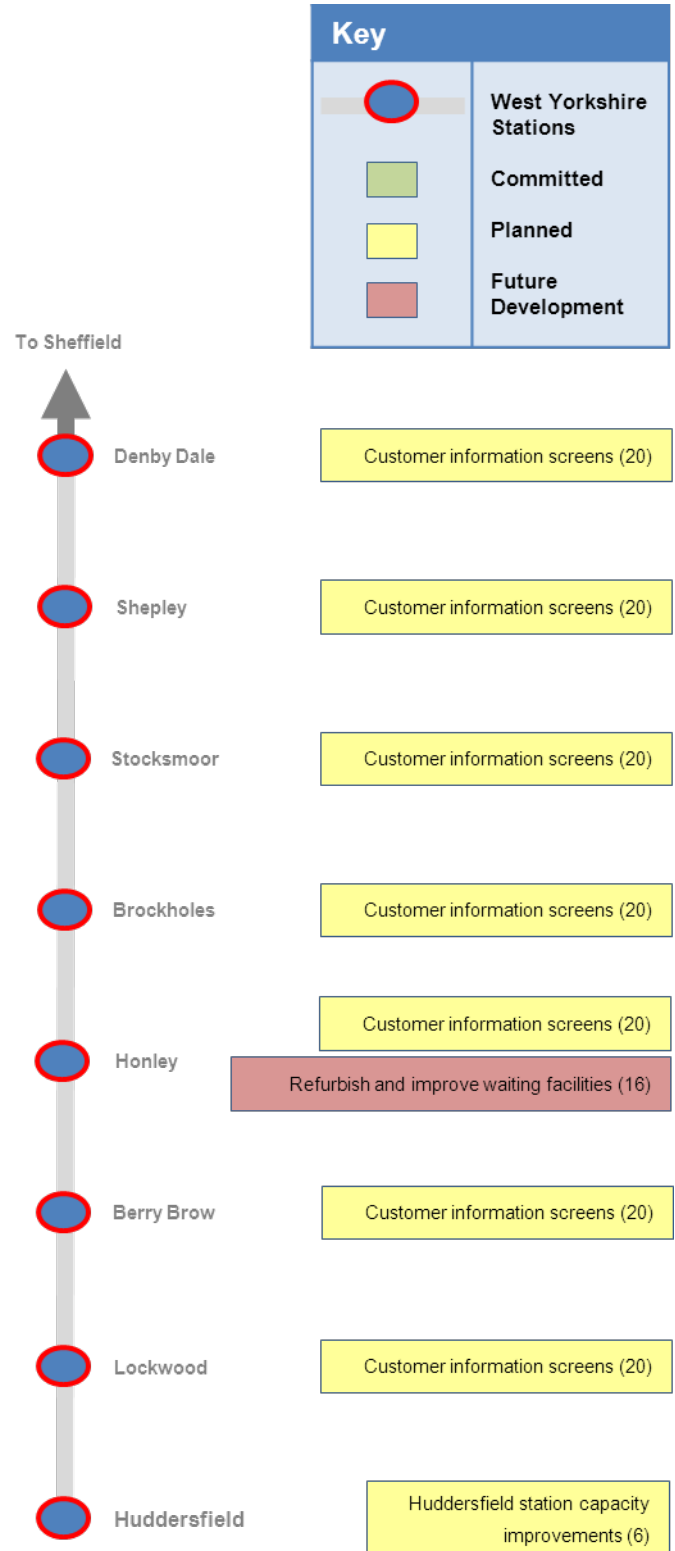 Key
West Yorkshire
Stations
Committed
Planned
Future
Development
To Sheffield
Denby Dale
Customer information screens (20)
Shepley
Customer information screens (20)
Stocksmoor
Customer information screens (20)
Brockholes
Customer information screens (20)
Customer information screens (20)
Honley
Refurbish and improve waiting facilities (16)
Berry Brow
Customer information screens (20)
Lockwood
Customer information screens (20)
Huddersfield
Huddersfield station capacity
improvements (6)